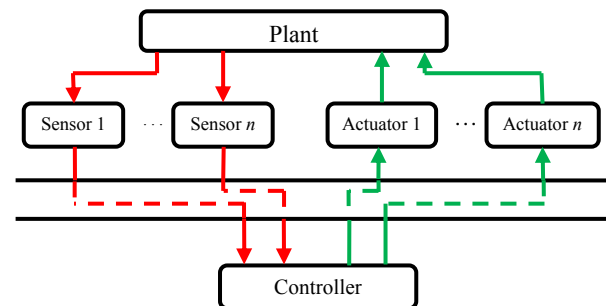 Plant
Sensor 1 ... Sensor n Actuator 1 ... Actuator n
Controller